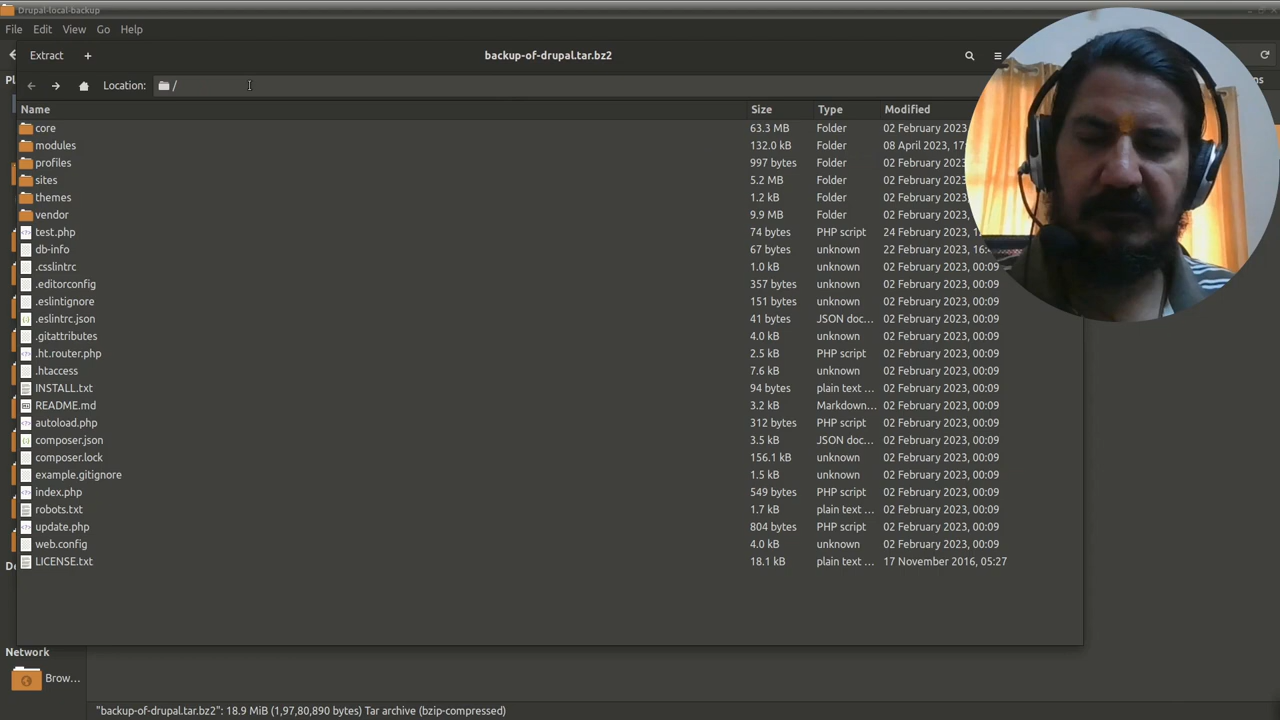 Drupal-local-backup
File Edit View Go Help
Extract + backup-of-drupal.tar.bz2
Location: /
Name Size Type Modified
core 63.3 MB Folder 02 February 2023
modules 132.0 kB Folder 08 April 2023, 17
profiles 997 bytes Folder 02 February 2023
sites 5.2 MB Folder 02 February 2023
themes 1.2 kB Folder 02 February 2023
vendor 9.9 MB Folder 02 February 2023
test.php 74 bytes PHP script 24 February 2023
db-info 67 bytes unknown 22 February 2023, 16:
.csslintrc 1.0 kB unknown 02 February 2023, 00:09
.editorconfig 357 bytes unknown 02 February 2023, 00:09
.eslintignore 151 bytes unknown 02 February 2023, 00:09
.eslintrc.json 41 bytes JSON doc... 02 February 2023, 00:09
.gitattributes 4.0 kB unknown 02 February 2023, 00:09
.ht.router.php 2.5 kB PHP script 02 February 2023, 00:09
.htaccess 7.6 kB unknown 02 February 2023, 00:09
INSTALL.txt 94 bytes plain text ... 02 February 2023, 00:09
README.md 3.2 kB Markdown... 02 February 2023, 00:09
autoload.php 312 bytes PHP script 02 February 2023, 00:09
composer.json 3.5 kB JSON doc... 02 February 2023, 00:09
composer.lock 156.1 kB unknown 02 February 2023, 00:09
example.gitignore 1.5 kB unknown 02 February 2023, 00:09
index.php 549 bytes PHP script 02 February 2023, 00:09
robots.txt 1.7 kB plain text ... 02 February 2023, 00:09
update.php 804 bytes PHP script 02 February 2023, 00:09
web.config 4.0 kB unknown 02 February 2023, 00:09
LICENSE.txt 18.1 kB plain text ... 17 November 2016, 05:27
Network
Brow...
"backup-of-drupal.tar.bz2": 18.9 MiB (1,97,80,890 bytes) Tar archive (bzip-compressed)